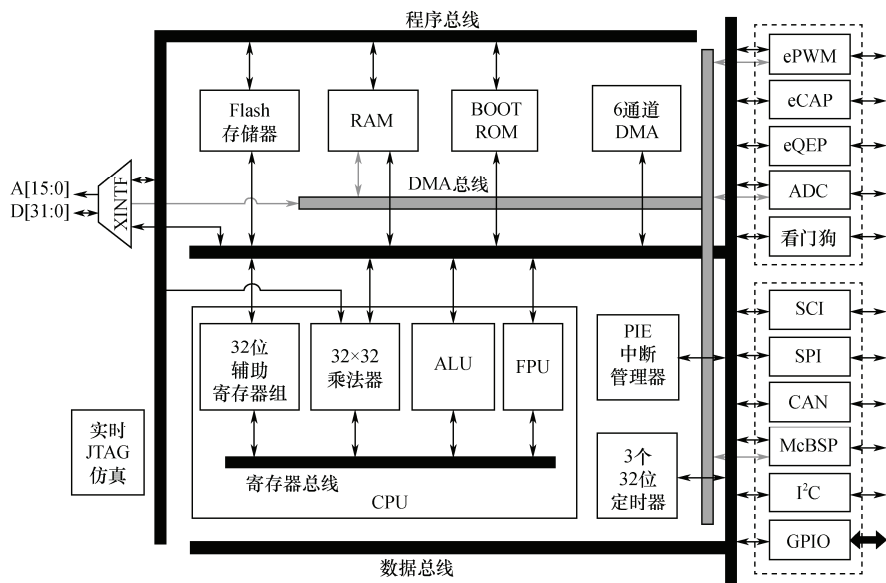 程序总线
Flash
存储器
RAM
BOOT
ROM
6通道
DMA
DMA总线
A[15:0]
D[31:0]
XINTF
32位
辅助
寄存器组
32×32
乘法器
ALU
FPU
寄存器总线
CPU
PIE
中断
管理器
3个
32位
定时器
实时
JTAG
仿真
数据总线
ePWM
eCAP
eQEP
ADC
看门狗
SCI
SPI
CAN
McBSP
I²C
GPIO